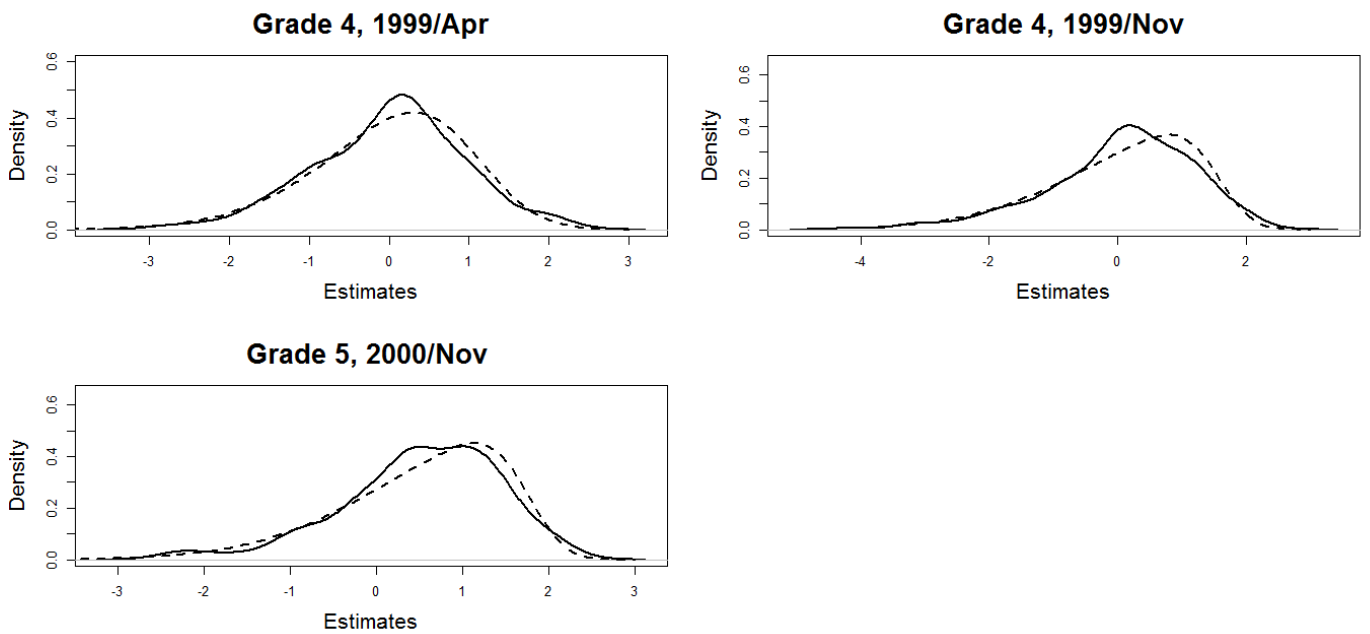 Grade 4, 1999/Apr
Density
0.0 0.2 0.4 0.6
-3 -2 -1 0 1 2 3
Estimates
Grade 4, 1999/Nov
Density
0.0 0.2 0.4 0.6
-4 -2 0 2
Estimates
Grade 5, 2000/Nov
Density
0.0 0.2 0.4 0.6
-3 -2 -1 0 1 2 3
Estimates